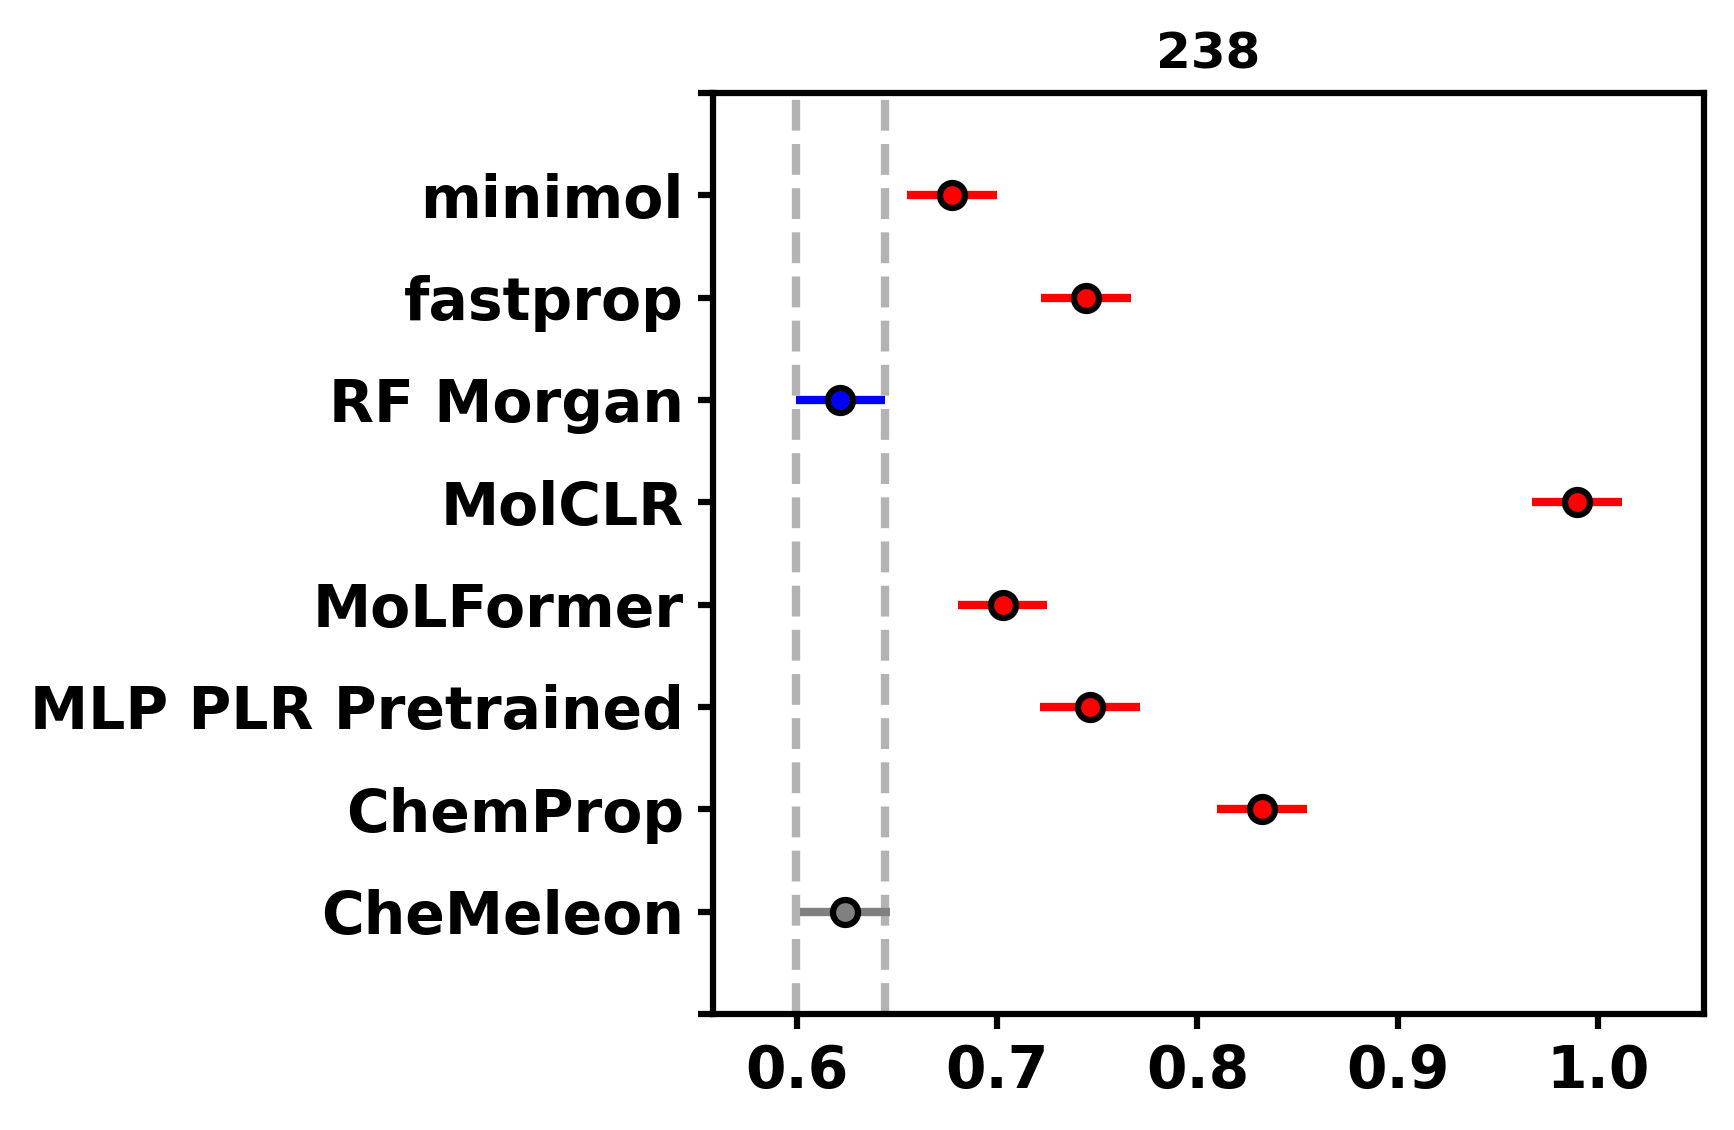 238
minimol
fastprop
RF Morgan
MolCLR
MoLFormer
MLP PLR Pretrained
ChemProp
CheMeleon
0.6 0.7 0.8 0.9 1.0